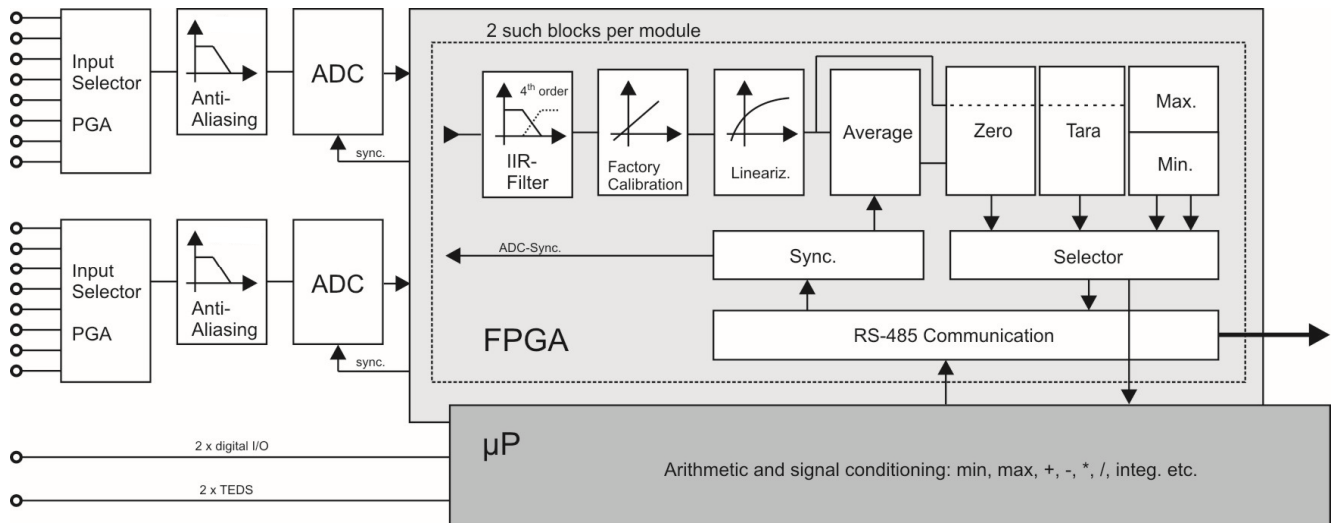 2 such blocks per module
Input
Selector
PGA
Anti-
Aliasing
ADC
sync.
4th order
IIR-
Filter
Factory
Calibration
Lineariz.
Average
Zero
Tara
Max.
Min.
Input
Selector
PGA
Anti-
Aliasing
ADC
sync.
ADC-Sync.
Sync.
Selector
FPGA
RS-485 Communication
2 x digital I/O
2 x TEDS
µP
Arithmetic and signal conditioning: min, max, +, -, *, /, integ. etc.